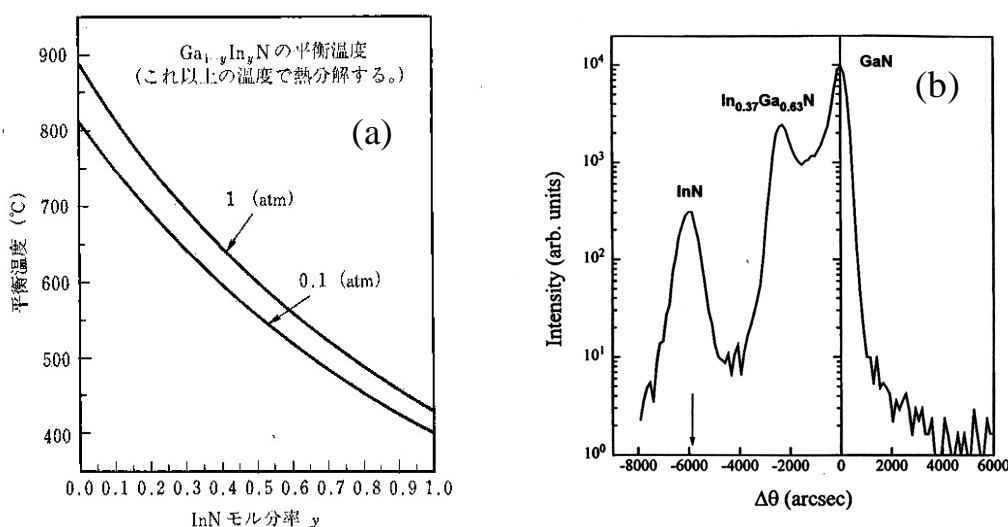 Ga₁₋yInyNの平衡温度
(これ以上の温度で熱分解する。)
(a)
1 (atm)
0.1 (atm)
平衡温度 (℃)
900
800
700
600
500
400
0.0 0.1 0.2 0.3 0.4 0.5 0.6 0.7 0.8 0.9 1.0
InN モル分率 y
(b)
GaN
In₀.₃₇Ga₀.₆₃N
InN
Intensity (arb. units)
10⁴
10³
10²
10¹
10⁰
-8000 -6000 -4000 -2000 0 2000 4000 6000
Δθ (arcsec)